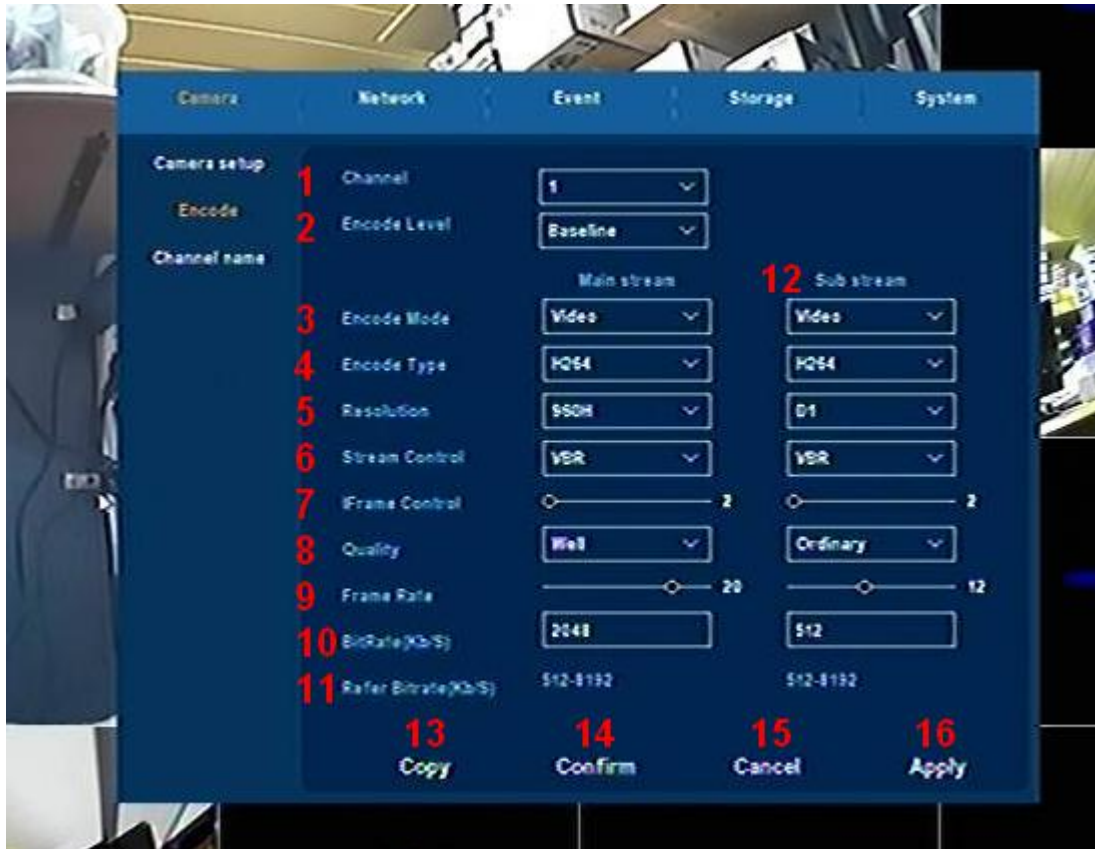 Camera Network Event Storage System
Camera setup
Encode
Channel name
1 Channel 1
2 Encode Level Baseline
Main stream 12 Sub stream
3 Encode Mode Video Video
4 Encode Type H264 H264
5 Resolution 960H D1
6 Stream Control VBR VBR
7 IFrame Control 2 2
8 Quality Well Ordinary
9 Frame Rate 20 12
10 BitRate(Kb/S) 2048 512
11 Refer Bitrate(Kb/S) 512-8192 512-8192
13 14 15 16
Copy Confirm Cancel Apply